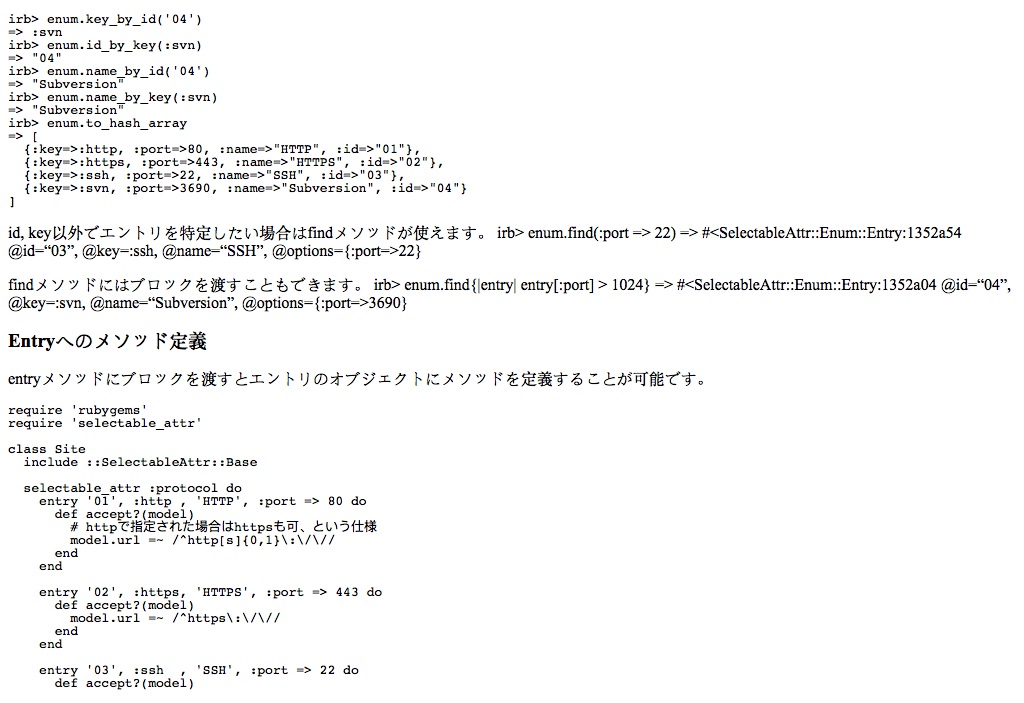 irb> enum.key_by_id('04')
=> :svn
irb> enum.id_by_key(:svn)
=> "04"
irb> enum.name_by_id('04')
=> "Subversion"
irb> enum.name_by_key(:svn)
=> "Subversion"
irb> enum.to_hash_array
=> [
  {:key=>:http, :port=>80, :name=>"HTTP", :id=>"01"},
  {:key=>:https, :port=>443, :name=>"HTTPS", :id=>"02"},
  {:key=>:ssh, :port=>22, :name=>"SSH", :id=>"03"},
  {:key=>:svn, :port=>3690, :name=>"Subversion", :id=>"04"}
]
id, key以外でエントリを特定したい場合はfindメソッドが使えます。 irb> enum.find(:port => 22) => #<SelectableAttr::Enum::Entry:1352a54
@id=“03”, @key=:ssh, @name=“SSH”, @options={:port=>22}
findメソッドにはブロックを渡すこともできます。 irb> enum.find{|entry| entry[:port] > 1024} => #<SelectableAttr::Enum::Entry:1352a04 @id=“04”,
@key=:svn, @name=“Subversion”, @options={:port=>3690}
Entryへのメソッド定義
entryメソッドにブロックを渡すとエントリのオブジェクトにメソッドを定義することが可能です。
require 'rubygems'
require 'selectable_attr'
class Site
  include ::SelectableAttr::Base
  selectable_attr :protocol do
    entry '01', :http , 'HTTP', :port => 80 do
      def accept?(model)
        # httpで指定された場合はhttpsも可、という仕様
        model.url =~ /^http[s]{0,1}\:\/\//
      end
    end
    entry '02', :https, 'HTTPS', :port => 443 do
      def accept?(model)
        model.url =~ /^https\:\/\//
      end
    end
    entry '03', :ssh  , 'SSH', :port => 22 do
      def accept?(model)